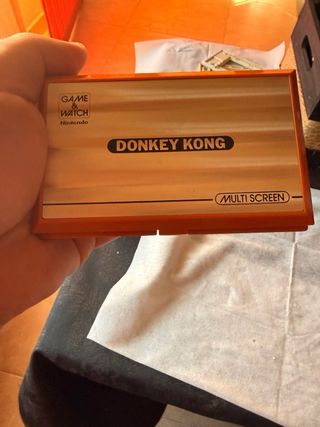 GAME
&
WATCH
Nintendo
DONKEY KONG
MULTI SCREEN